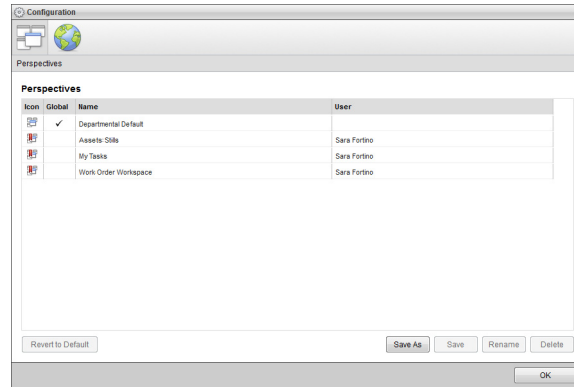 Configuration
Perspectives
Perspectives
Icon Global Name User
Departmental Default
Assets: Stills Sara Fortino
My Tasks Sara Fortino
Work Order Workspace Sara Fortino
Revert to Default Save As Save Rename Delete
OK